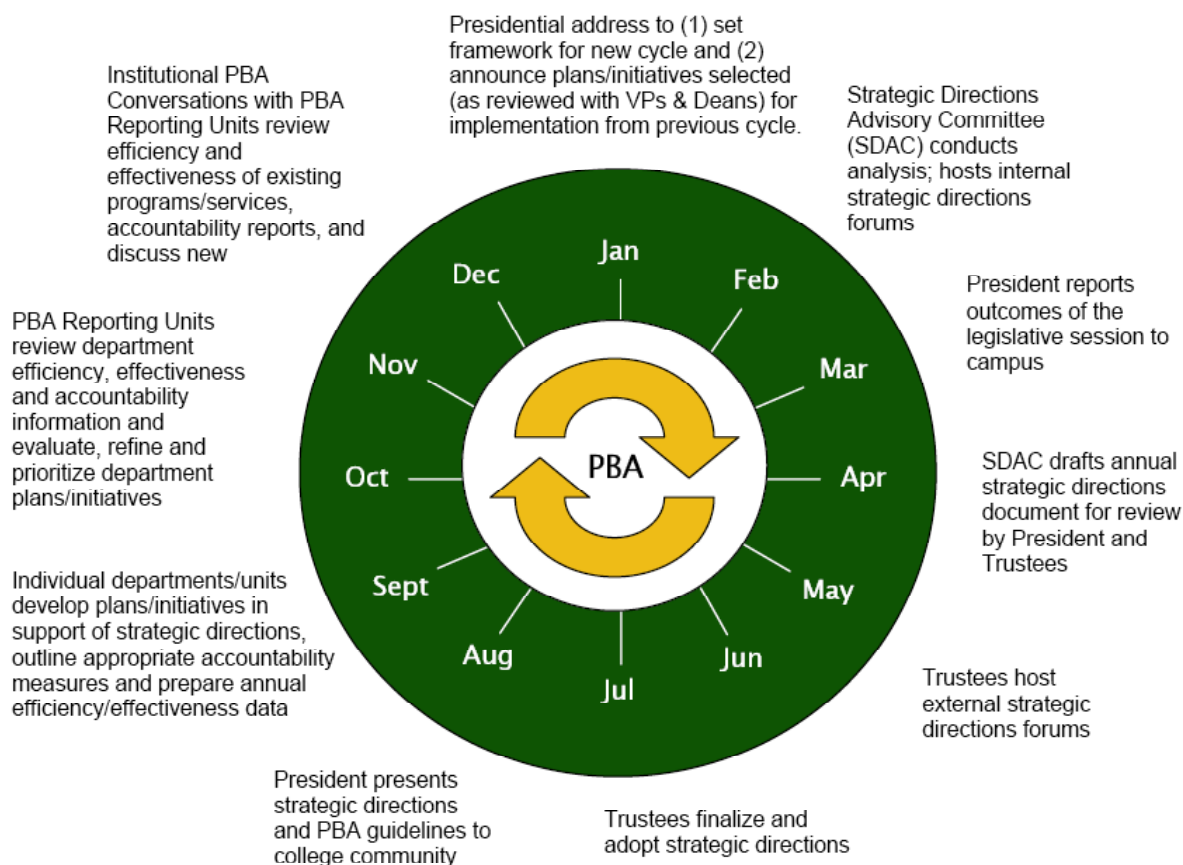 Presidential address to (1) set
framework for new cycle and (2)
announce plans/initiatives selected
(as reviewed with VPs & Deans) for
implementation from previous cycle.
Strategic Directions
Advisory Committee
(SDAC) conducts
analysis; hosts internal
strategic directions
forums
President reports
outcomes of the
legislative session to
campus
SDAC drafts annual
strategic directions
document for review
by President and
Trustees
Trustees host
external strategic
directions forums
Trustees finalize and
adopt strategic directions
President presents
strategic directions
and PBA guidelines to
college community
Individual departments/units
develop plans/initiatives in
support of strategic directions,
outline appropriate accountability
measures and prepare annual
efficiency/effectiveness data
PBA Reporting Units
review department
efficiency, effectiveness
and accountability
information and
evaluate, refine and
prioritize department
plans/initiatives
Institutional PBA
Conversations with PBA
Reporting Units review
efficiency and
effectiveness of existing
programs/services,
accountability reports, and
discuss new
Jan
Feb
Mar
Apr
May
Jun
Jul
Aug
Sept
Oct
Nov
Dec
PBA